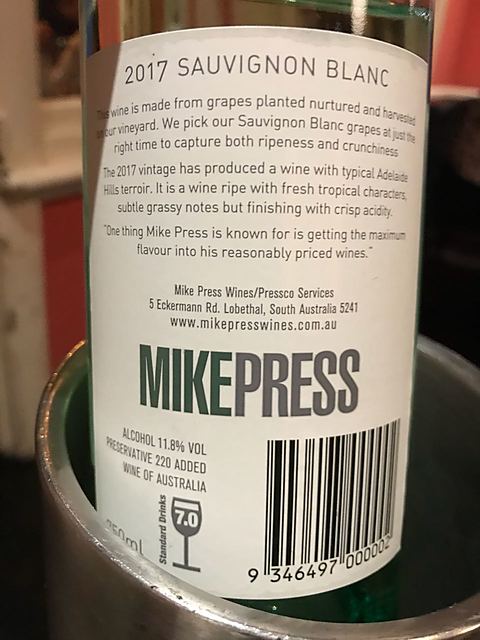 2017 SAUVIGNON BLANC
This wine is made from grapes planted nurtured and harvested
on our vineyard. We pick our Sauvignon Blanc grapes at just the
right time to capture both ripeness and crunchiness
The 2017 vintage has produced a wine with typical Adelaide
Hills terroir. It is a wine ripe with fresh tropical characters,
subtle grassy notes but finishing with crisp acidity.
"One thing Mike Press is known for is getting the maximum
flavour into his reasonably priced wines."
Mike Press Wines/Pressco Services
5 Eckermann Rd. Lobethal, South Australia 5241
www.mikepresswines.com.au
MIKEPRESS
ALCOHOL 11.8% VOL
PRESERVATIVE 220 ADDED
WINE OF AUSTRALIA
750ml
Standard Drinks
7.0
9 346497 000002